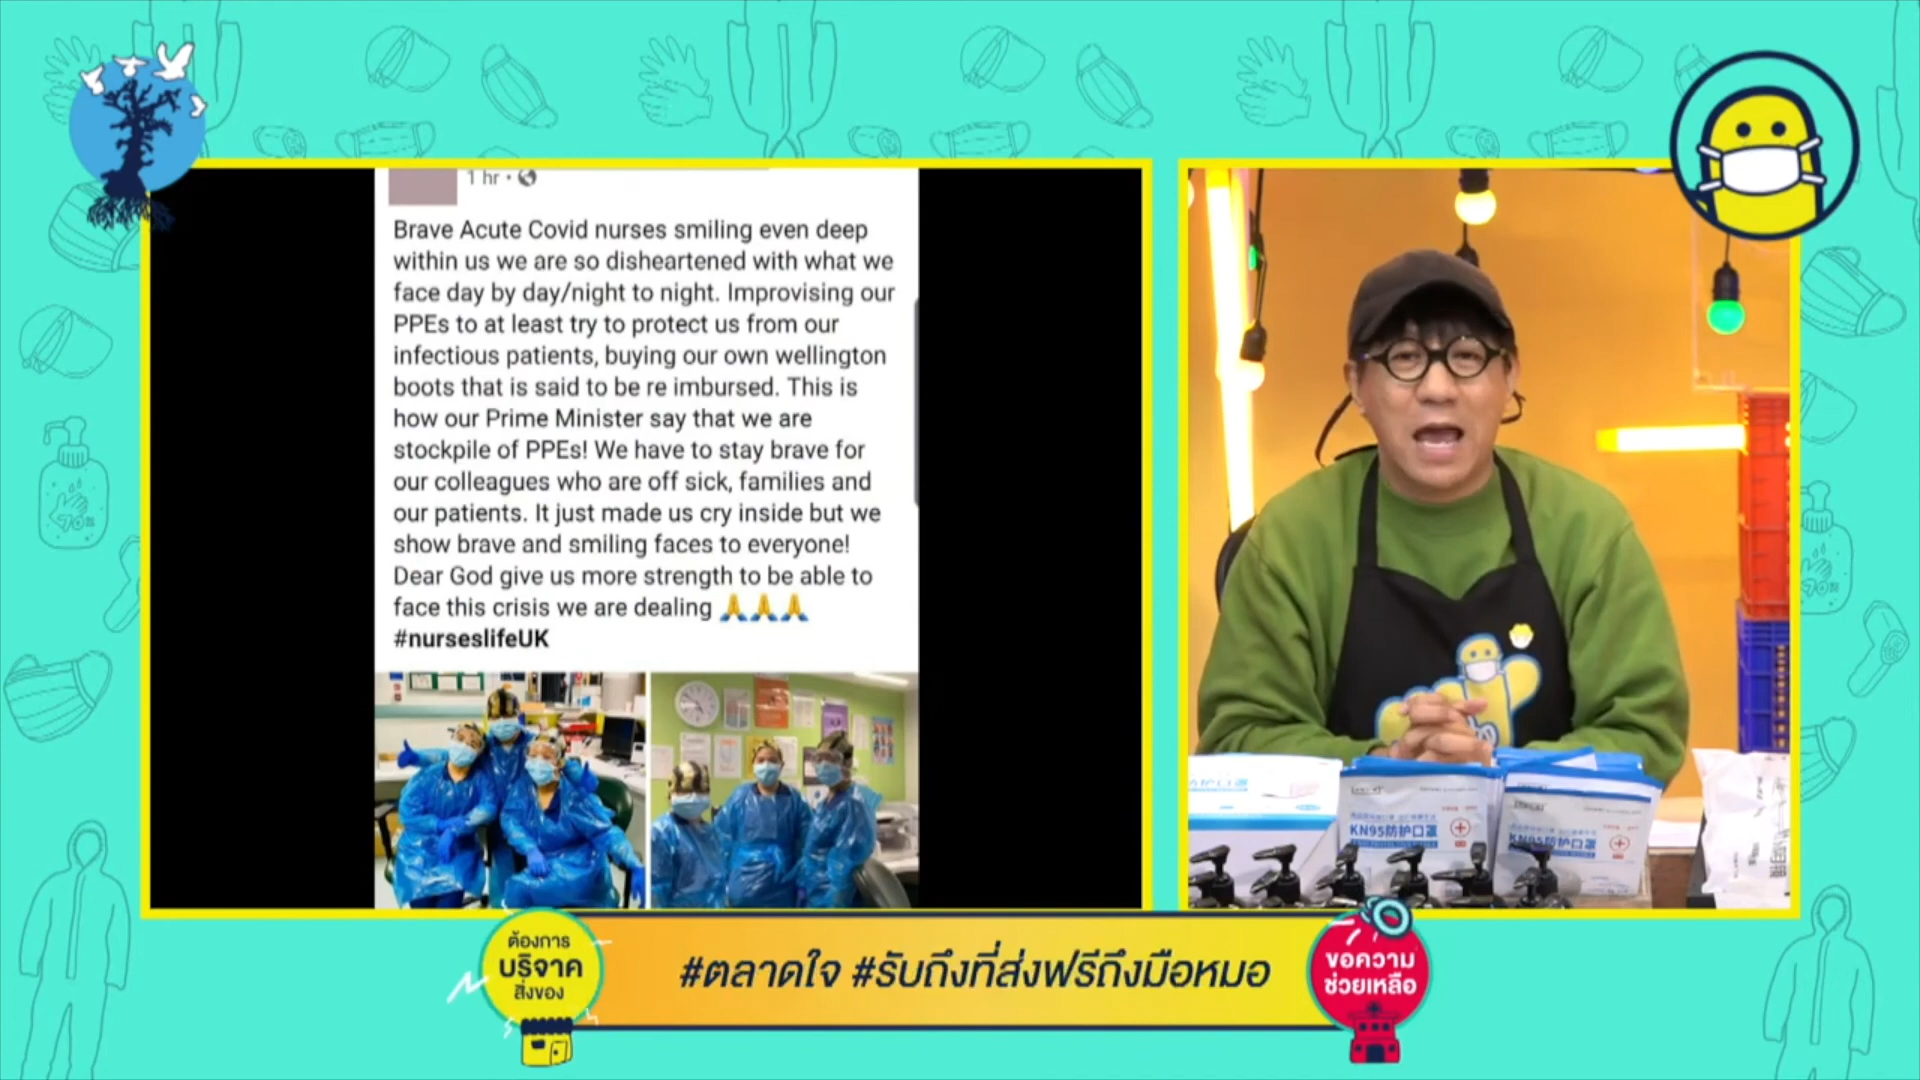 1 hr ·
Brave Acute Covid nurses smiling even deep
within us we are so disheartened with what we
face day by day/night to night. Improvising our
PPEs to at least try to protect us from our
infectious patients, buying our own wellington
boots that is said to be re imbursed. This is
how our Prime Minister say that we are
stockpile of PPEs! We have to stay brave for
our colleagues who are off sick, families and
our patients. It just made us cry inside but we
show brave and smiling faces to everyone!
Dear God give us more strength to be able to
face this crisis we are dealing 🙏🙏🙏
#nurseslifeUK
KN95防护口罩
KN95防护口罩
70%
70%
ต้องการ
บริจาค
สิ่งของ
#ตลาดใจ #รับถึงที่ส่งฟรีถึงมือหมอ
ขอความ
ช่วยเหลือ